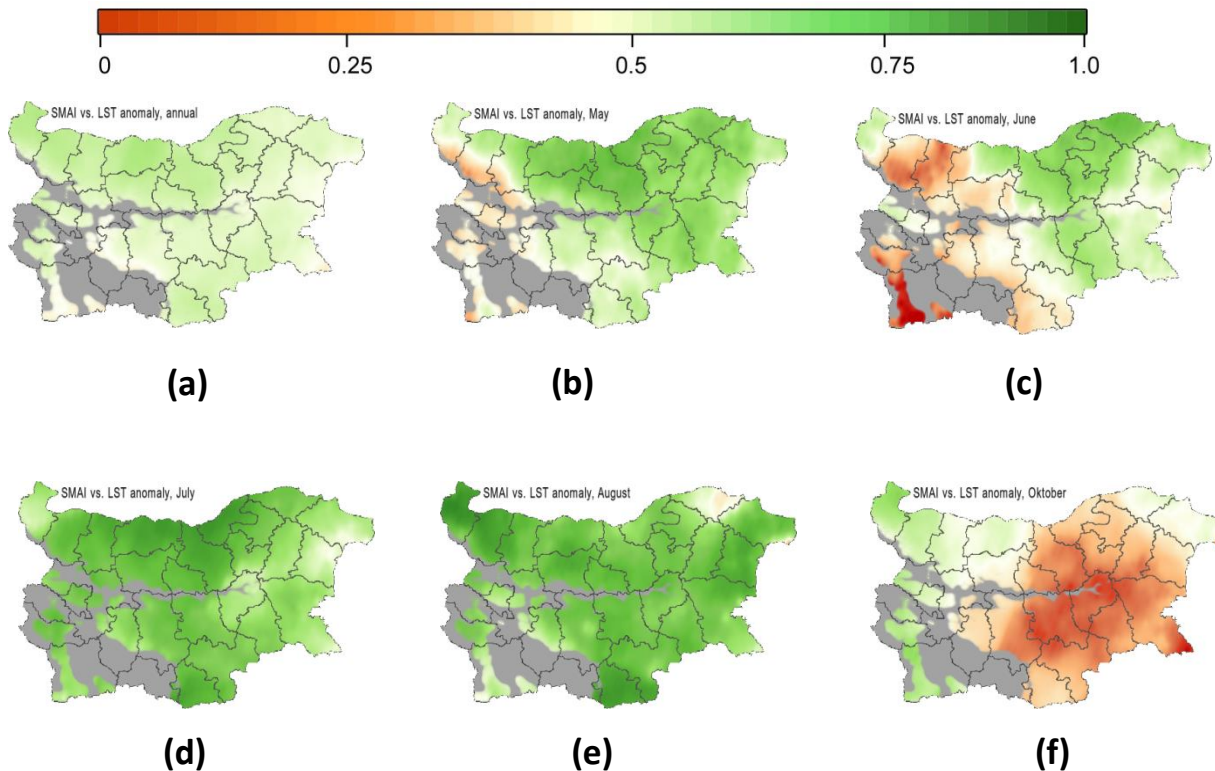 0 0.25 0.5 0.75 1.0
SMAI vs. LST anomaly, annual
SMAI vs. LST anomaly, May
SMAI vs. LST anomaly, June
(a)
(b)
(c)
SMAI vs. LST anomaly, July
SMAI vs. LST anomaly, August
SMAI vs. LST anomaly, Oktober
(d)
(e)
(f)